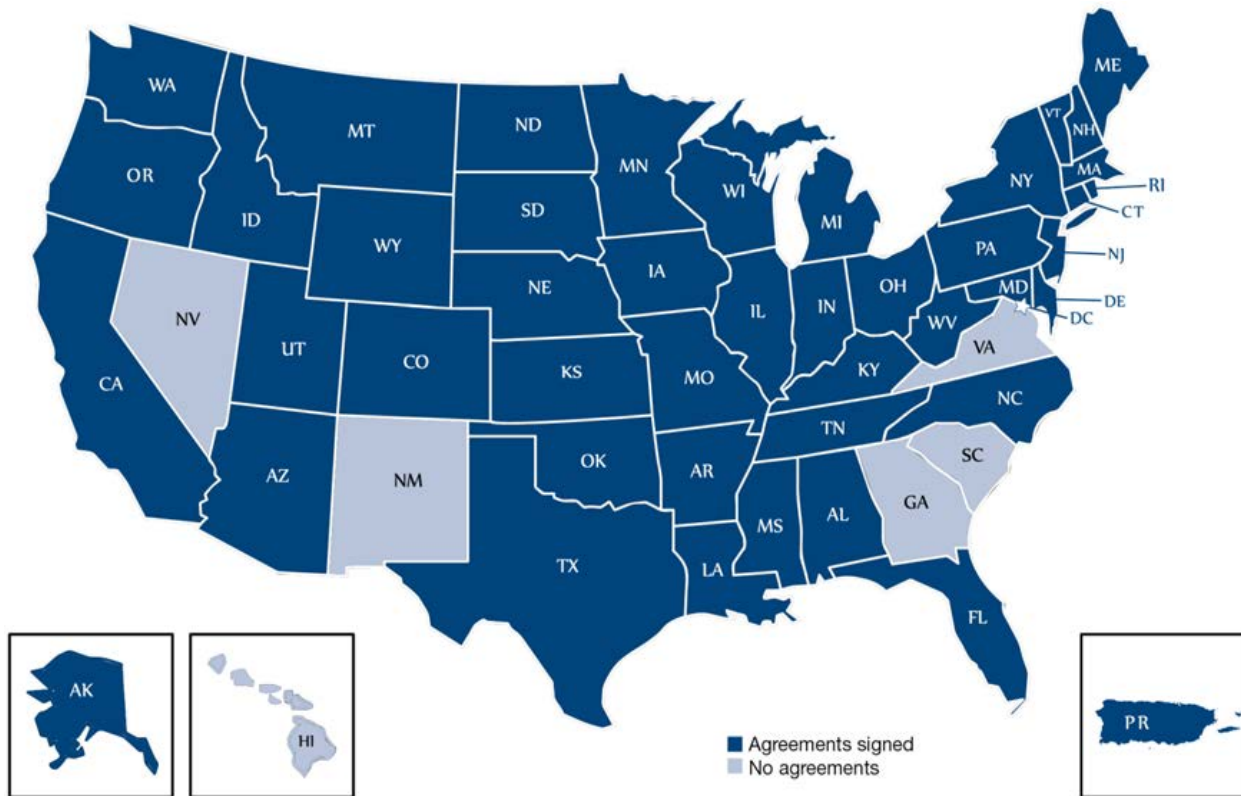 WA
MT
ND
MN
ME
VT
NH
OR
ID
SD
WI
MI
NY
MA
RI
CT
WY
IA
PA
NJ
NE
OH
MD
DE
NV
IL
IN
WV
DC
UT
CO
VA
CA
KS
MO
KY
NC
TN
AZ
NM
OK
AR
SC
GA
MS
AL
TX
LA
FL
AK
HI
PR
Agreements signed
No agreements